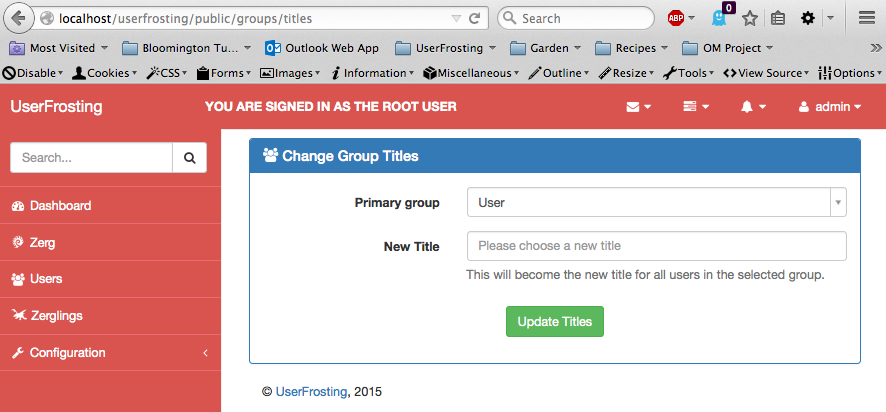 localhost/userfrosting/public/groups/titles
Search
ABP
0
Most Visited
Bloomington Tu...
Outlook Web App
UserFrosting
Garden
Recipes
OM Project
Disable
Cookies
CSS
Forms
Images
Information
Miscellaneous
Outline
Resize
Tools
View Source
Options
UserFrosting
YOU ARE SIGNED IN AS THE ROOT USER
admin
Search...
Change Group Titles
Dashboard
Primary group
User
Zerg
New Title
Please choose a new title
Users
This will become the new title for all users in the selected group.
Zerglings
Update Titles
Configuration
© UserFrosting, 2015